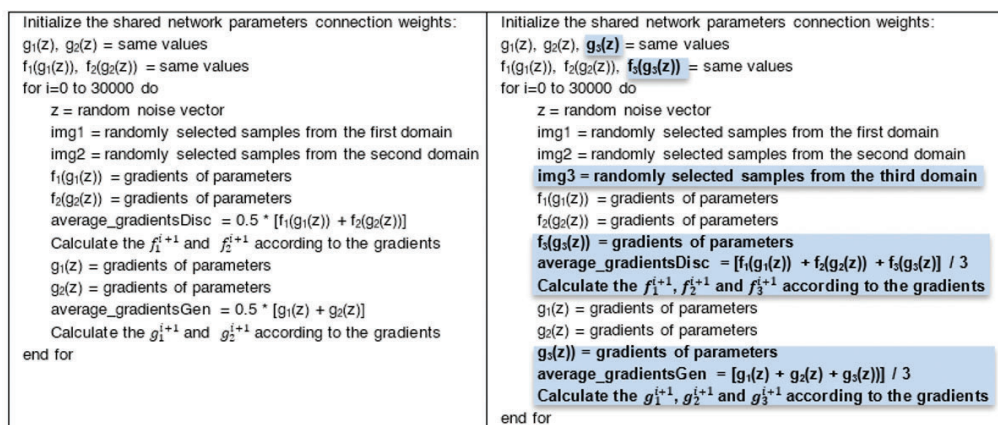 Initialize the shared network parameters connection weights:
g₁(z), g₂(z) = same values
f₁(g₁(z)), f₂(g₂(z)) = same values
for i=0 to 30000 do
z = random noise vector
img1 = randomly selected samples from the first domain
img2 = randomly selected samples from the second domain
f₁(g₁(z)) = gradients of parameters
f₂(g₂(z)) = gradients of parameters
average_gradientsDisc = 0.5 * [f₁(g₁(z)) + f₂(g₂(z))]
Calculate the f₁ⁱ⁺¹ and f₂ⁱ⁺¹ according to the gradients
g₁(z) = gradients of parameters
g₂(z) = gradients of parameters
average_gradientsGen = 0.5 * [g₁(z) + g₂(z)]
Calculate the g₁ⁱ⁺¹ and g₂ⁱ⁺¹ according to the gradients
end for
Initialize the shared network parameters connection weights:
g₁(z), g₂(z), g₃(z) = same values
f₁(g₁(z)), f₂(g₂(z)), f₃(g₃(z)) = same values
for i=0 to 30000 do
z = random noise vector
img1 = randomly selected samples from the first domain
img2 = randomly selected samples from the second domain
img3 = randomly selected samples from the third domain
f₁(g₁(z)) = gradients of parameters
f₂(g₂(z)) = gradients of parameters
f₃(g₃(z)) = gradients of parameters
average_gradientsDisc = [f₁(g₁(z)) + f₂(g₂(z)) + f₃(g₃(z)] / 3
Calculate the f₁ⁱ⁺¹, f₂ⁱ⁺¹ and f₃ⁱ⁺¹ according to the gradients
g₁(z) = gradients of parameters
g₂(z) = gradients of parameters
g₃(z)) = gradients of parameters
average_gradientsGen = [g₁(z) + g₂(z) + g₃(z))] / 3
Calculate the g₁ⁱ⁺¹, g₂ⁱ⁺¹ and g₃ⁱ⁺¹ according to the gradients
end for